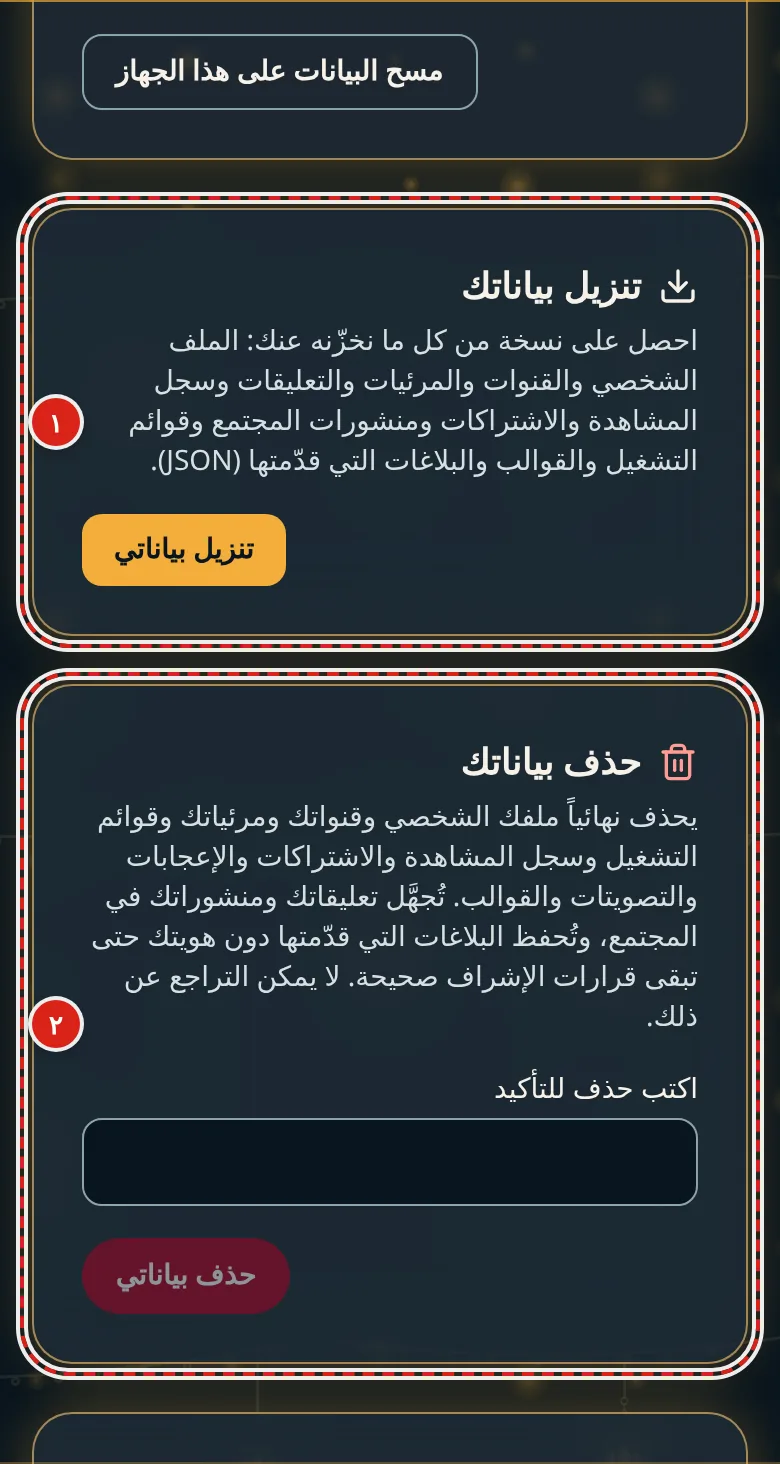 مسح البيانات على هذا الجهاز
تنزيل بياناتك
احصل على نسخة من كل ما نخزّنه عنك: الملف
الشخصي والقنوات والمرئيات والتعليقات وسجل
المشاهدة والاشتراكات ومنشورات المجتمع وقوائم
التشغيل والقوالب والبلاغات التي قدّمتها (JSON).
١
تنزيل بياناتي
حذف بياناتك
يحذف نهائياً ملفك الشخصي وقنواتك ومرئياتك وقوائم
التشغيل وسجل المشاهدة والاشتراكات والإعجابات
والتصويتات والقوالب. تُجهَّل تعليقاتك ومنشوراتك في
المجتمع، وتُحفظ البلاغات التي قدّمتها دون هويتك حتى
تبقى قرارات الإشراف صحيحة. لا يمكن التراجع عن
ذلك.
٢
اكتب حذف للتأكيد
حذف بياناتي